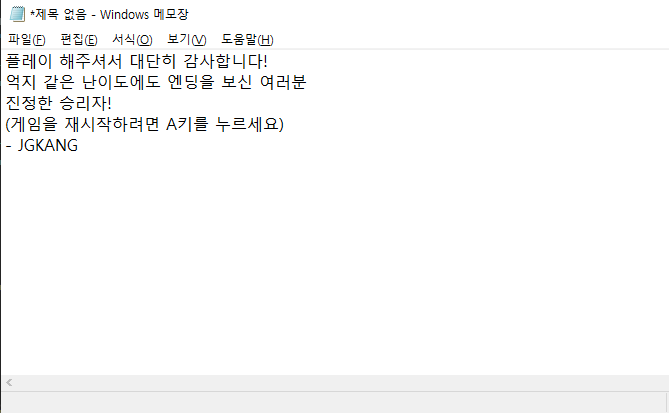 *제목 없음 - Windows 메모장
파일(F) 편집(E) 서식(O) 보기(V) 도움말(H)
플레이 해주셔서 대단히 감사합니다!
억지 같은 난이도에도 엔딩을 보신 여러분
진정한 승리자!
(게임을 재시작하려면 A키를 누르세요)
- JGKANG